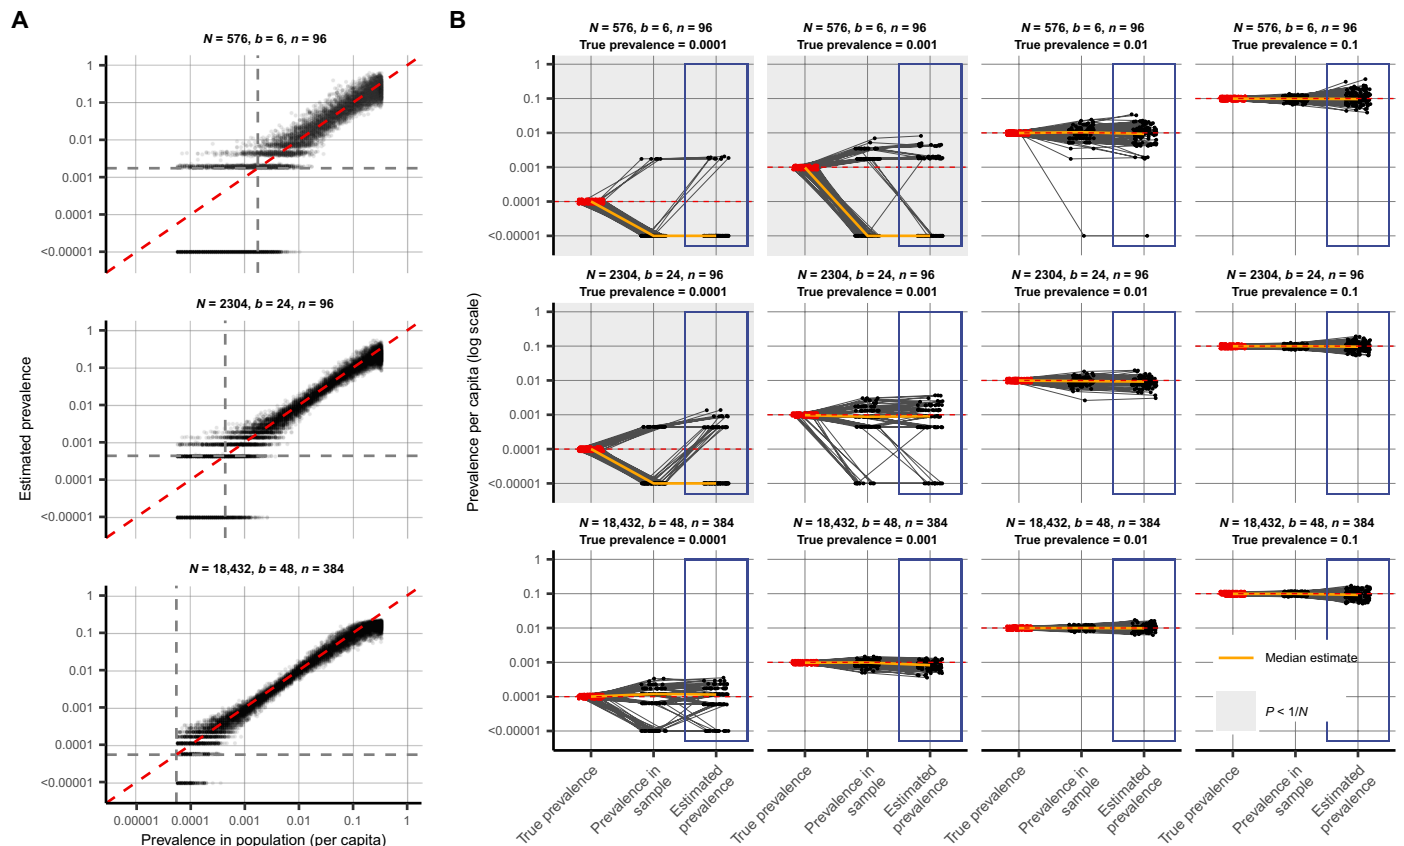 A
N = 576, b = 6, n = 96
1
0.1
0.01
0.001
0.0001
<0.00001
N = 2304, b = 24, n = 96
1
0.1
0.01
0.001
0.0001
<0.00001
N = 18,432, b = 48, n = 384
1
0.1
0.01
0.001
0.0001
<0.00001
0.00001
0.0001
0.001
0.01
0.1
1
Estimated prevalence
Prevalence in population (per capita)
B
N = 576, b = 6, n = 96
True prevalence = 0.0001
N = 576, b = 6, n = 96
True prevalence = 0.001
N = 576, b = 6, n = 96
True prevalence = 0.01
N = 576, b = 6, n = 96
True prevalence = 0.1
1
0.1
0.01
0.001
0.0001
<0.00001
N = 2304, b = 24, n = 96
True prevalence = 0.0001
N = 2304, b = 24, n = 96
True prevalence = 0.001
N = 2304, b = 24, n = 96
True prevalence = 0.01
N = 2304, b = 24, n = 96
True prevalence = 0.1
1
0.1
0.01
0.001
0.0001
<0.00001
N = 18,432, b = 48, n = 384
True prevalence = 0.0001
N = 18,432, b = 48, n = 384
True prevalence = 0.001
N = 18,432, b = 48, n = 384
True prevalence = 0.01
N = 18,432, b = 48, n = 384
True prevalence = 0.1
1
0.1
0.01
0.001
0.0001
<0.00001
Prevalence per capita (log scale)
Median estimate
P < 1/N
True prevalence
Prevalence in
sample
Estimated
prevalence
True prevalence
Prevalence in
sample
Estimated
prevalence
True prevalence
Prevalence in
sample
Estimated
prevalence
True prevalence
Prevalence in
sample
Estimated
prevalence